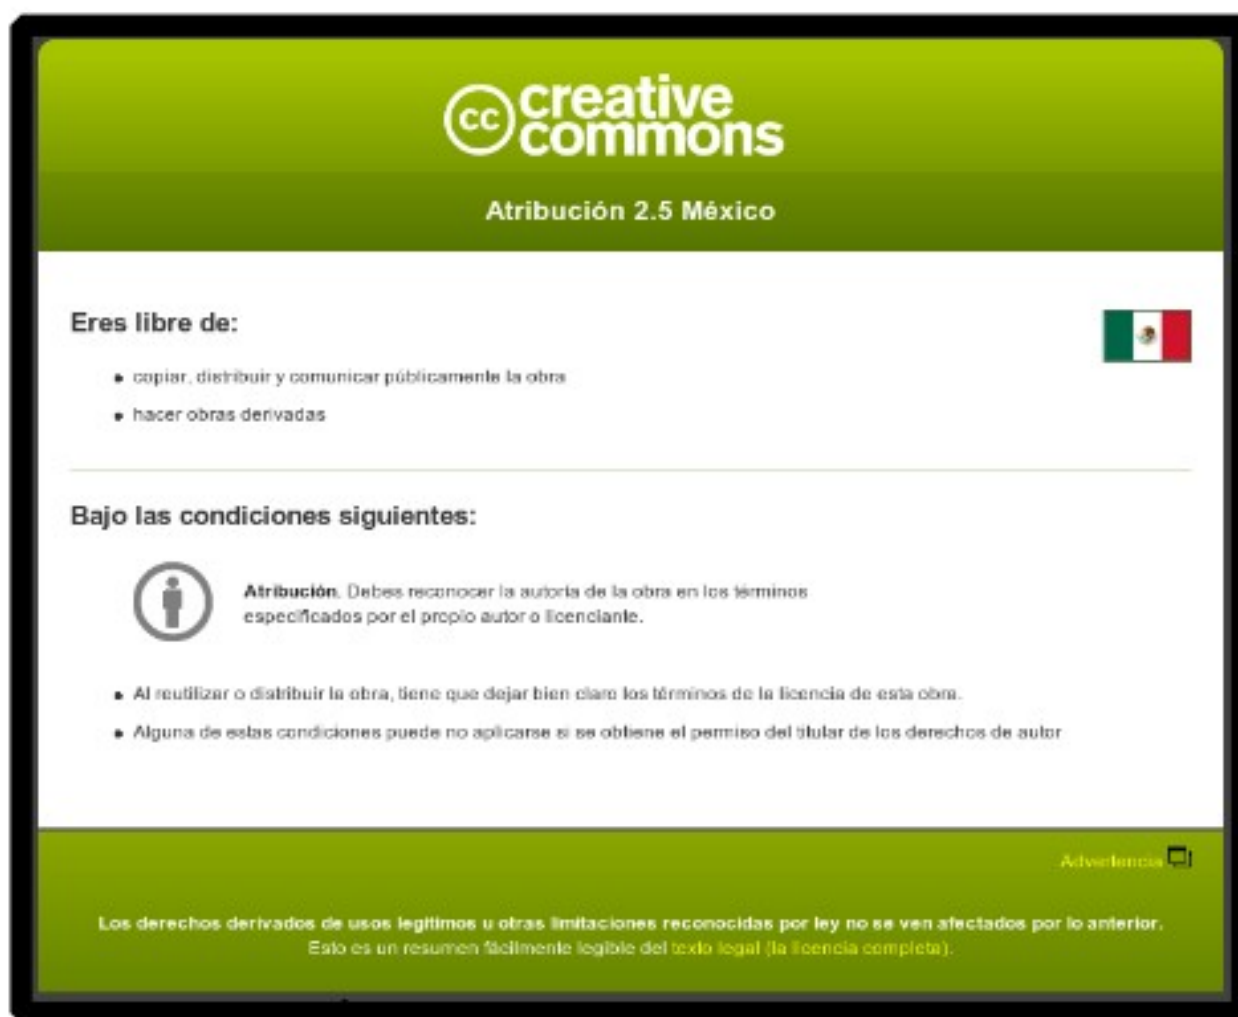 cc creative
commons
Atribución 2.5 México
Eres libre de:
• copiar, distribuir y comunicar públicamente la obra
• hacer obras derivadas
Bajo las condiciones siguientes:
Atribución. Debes reconocer la autoría de la obra en los términos
especificados por el propio autor o licenciante.
• Al reutilizar o distribuir la obra, tiene que dejar bien claro los términos de la licencia de esta obra.
• Alguna de estas condiciones puede no aplicarse si se obtiene el permiso del titular de los derechos de autor
Advertencia
Los derechos derivados de usos legítimos u otras limitaciones reconocidas por ley no se ven afectados por lo anterior.
Esto es un resumen fácilmente legible del texto legal (la licencia completa).